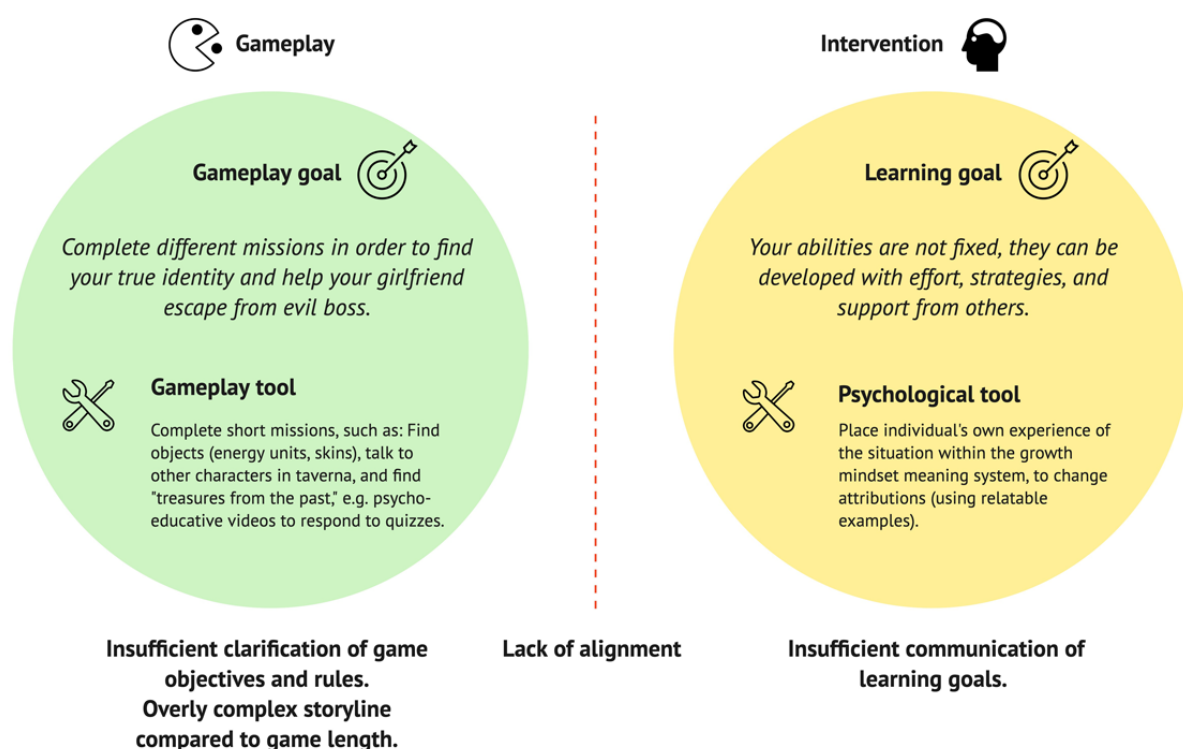 Gameplay
Intervention
Gameplay goal
Complete different missions in order to find
your true identity and help your girlfriend
escape from evil boss.
Gameplay tool
Complete short missions, such as: Find
objects (energy units, skins), talk to
other characters in taverna, and find
"treasures from the past," e.g. psycho-
educative videos to respond to quizzes.
Insufficient clarification of game
objectives and rules.
Overly complex storyline
compared to game length.
Lack of alignment
Learning goal
Your abilities are not fixed, they can be
developed with effort, strategies, and
support from others.
Psychological tool
Place individual's own experience of
the situation within the growth
mindset meaning system, to change
attributions (using relatable
examples).
Insufficient communication of
learning goals.